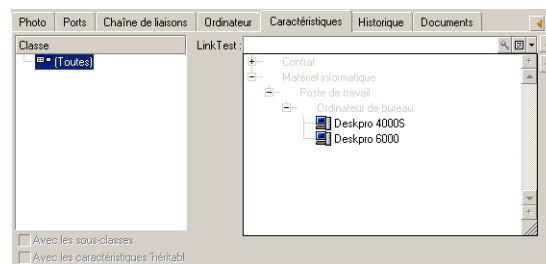 Photo Ports Chaîne de liaisons Ordinateur Caractéristiques Historique Documents
Classe
(Toutes)
LinkTest :
Contrat
Matériel informatique
Poste de travail
Ordinateur de bureau
Deskpro 4000S
Deskpro 6000
Avec les sous-classes
Avec les caractéristiques 'héritabl